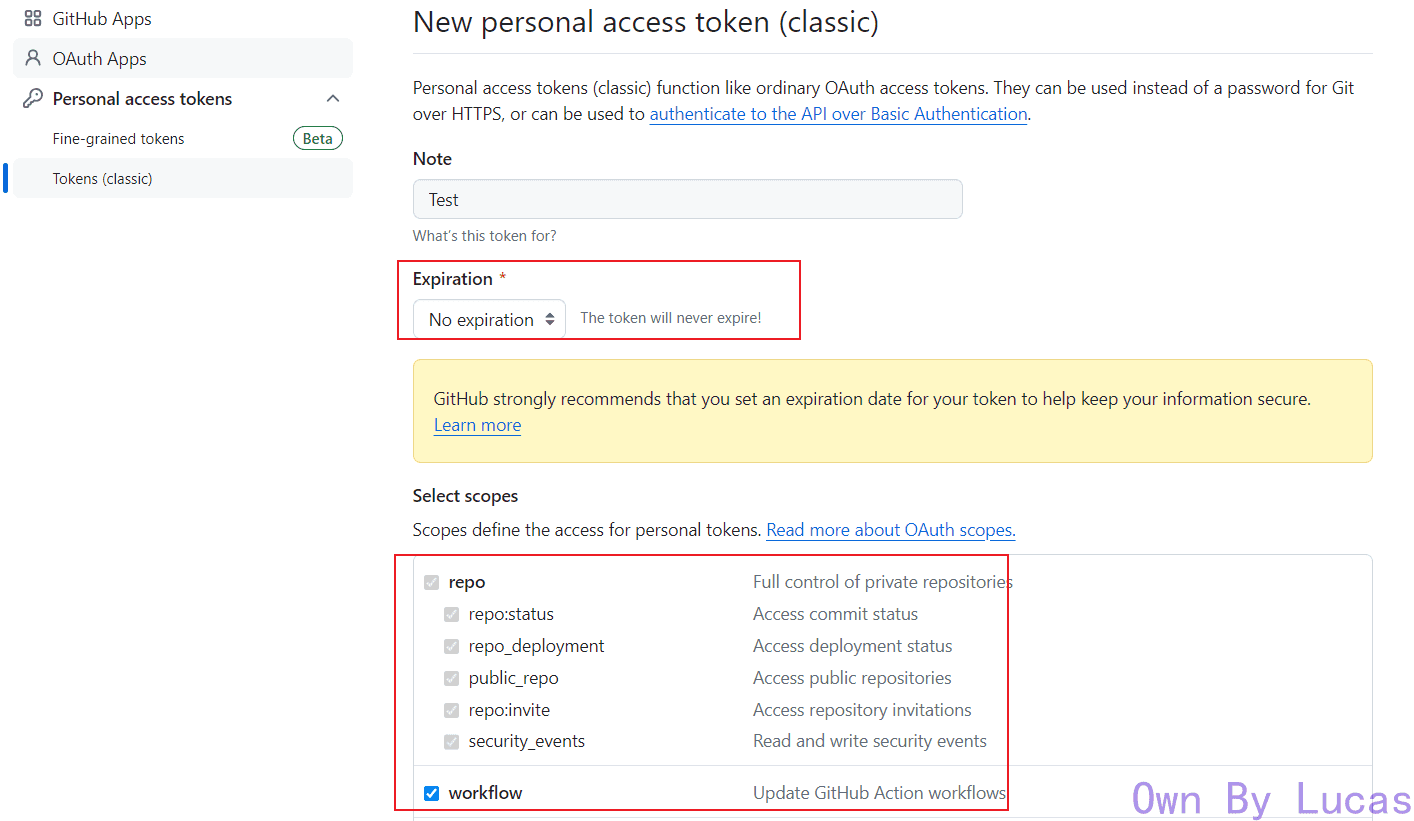 GitHub Apps
OAuth Apps
Personal access tokens
Fine-grained tokens Beta
Tokens (classic)
New personal access token (classic)
Personal access tokens (classic) function like ordinary OAuth access tokens. They can be used instead of a password for Git
over HTTPS, or can be used to authenticate to the API over Basic Authentication.
Note
Test
What's this token for?
Expiration *
No expiration The token will never expire!
GitHub strongly recommends that you set an expiration date for your token to help keep your information secure.
Learn more
Select scopes
Scopes define the access for personal tokens. Read more about OAuth scopes.
repo Full control of private repositories
repo:status Access commit status
repo_deployment Access deployment status
public_repo Access public repositories
repo:invite Access repository invitations
security_events Read and write security events
workflow Update GitHub Action workflows
Own By Lucas